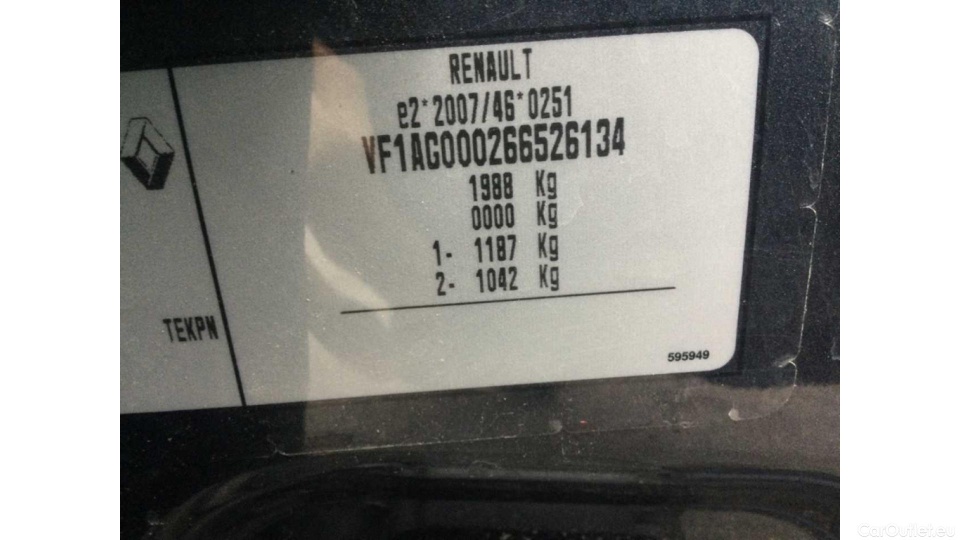 RENAULT
e2*2007/46*0251
VF1AG000266526134
1988 Kg
0000 Kg
1- 1187 Kg
2- 1042 Kg
TEKPN
595949
CarOutlet.eu